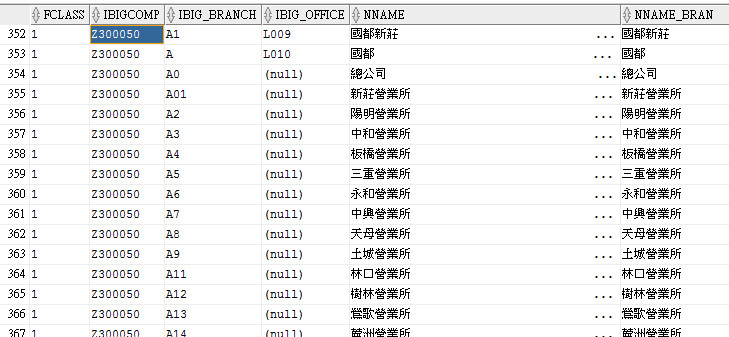 FCLASS IBIGCOMP IBIG_BRANCH IBIG_OFFICE NNAME NNAME_BRAN
352 1 Z300050 A1 L009 國都新莊 ... 國都新莊
353 1 Z300050 A L010 國都 ... 國都
354 1 Z300050 A0 (null) 總公司 ... 總公司
355 1 Z300050 A01 (null) 新莊營業所 ... 新莊營業所
356 1 Z300050 A2 (null) 陽明營業所 ... 陽明營業所
357 1 Z300050 A3 (null) 中和營業所 ... 中和營業所
358 1 Z300050 A4 (null) 板橋營業所 ... 板橋營業所
359 1 Z300050 A5 (null) 三重營業所 ... 三重營業所
360 1 Z300050 A6 (null) 永和營業所 ... 永和營業所
361 1 Z300050 A7 (null) 中興營業所 ... 中興營業所
362 1 Z300050 A8 (null) 天母營業所 ... 天母營業所
363 1 Z300050 A9 (null) 土城營業所 ... 土城營業所
364 1 Z300050 A11 (null) 林口營業所 ... 林口營業所
365 1 Z300050 A12 (null) 樹林營業所 ... 樹林營業所
366 1 Z300050 A13 (null) 鶯歌營業所 ... 鶯歌營業所
367 1 Z300050 A14 (null) 蘆洲營業所 ... 蘆洲營業所